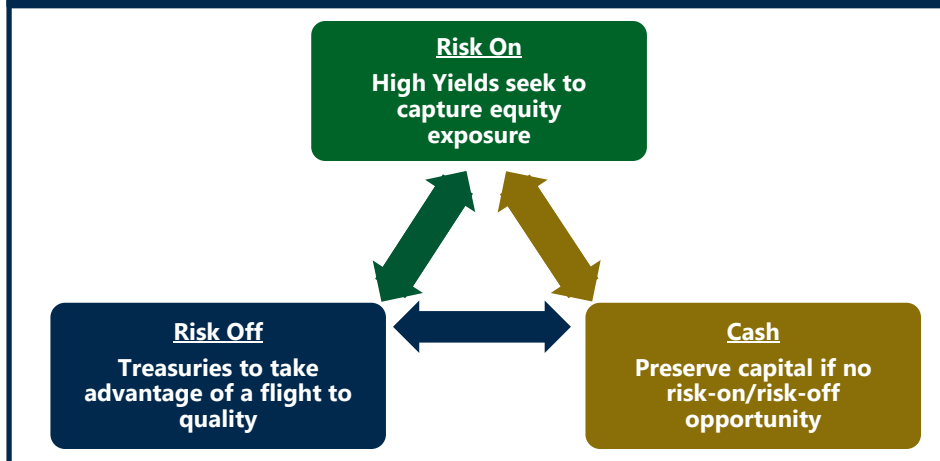 Risk On
High Yields seek to
capture equity
exposure
Risk Off
Treasuries to take
advantage of a flight to
quality
Cash
Preserve capital if no
risk-on/risk-off
opportunity